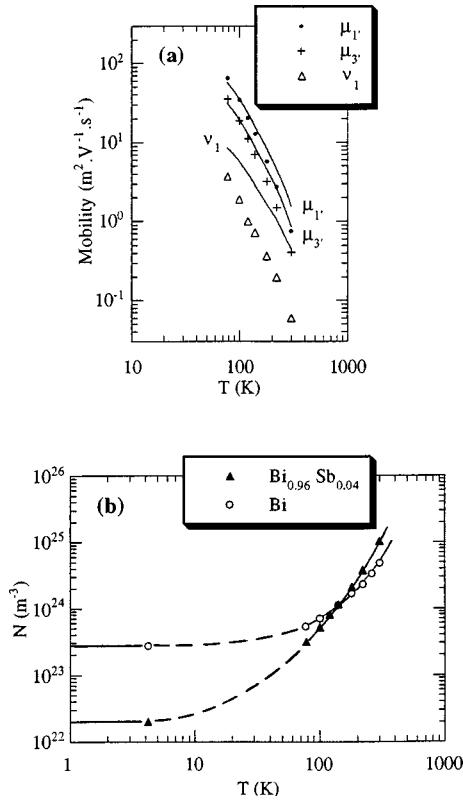 (a)
μ1'
μ3'
ν1
10²
10¹
10⁰
10⁻¹
Mobility (m².V⁻¹.s⁻¹)
ν1
μ1'
μ3'
10 100 1000
T (K)
(b)
Bi0.96 Sb0.04
Bi
10²⁶
10²⁵
10²⁴
10²³
10²²
N (m⁻³)
1 10 100 1000
T (K)